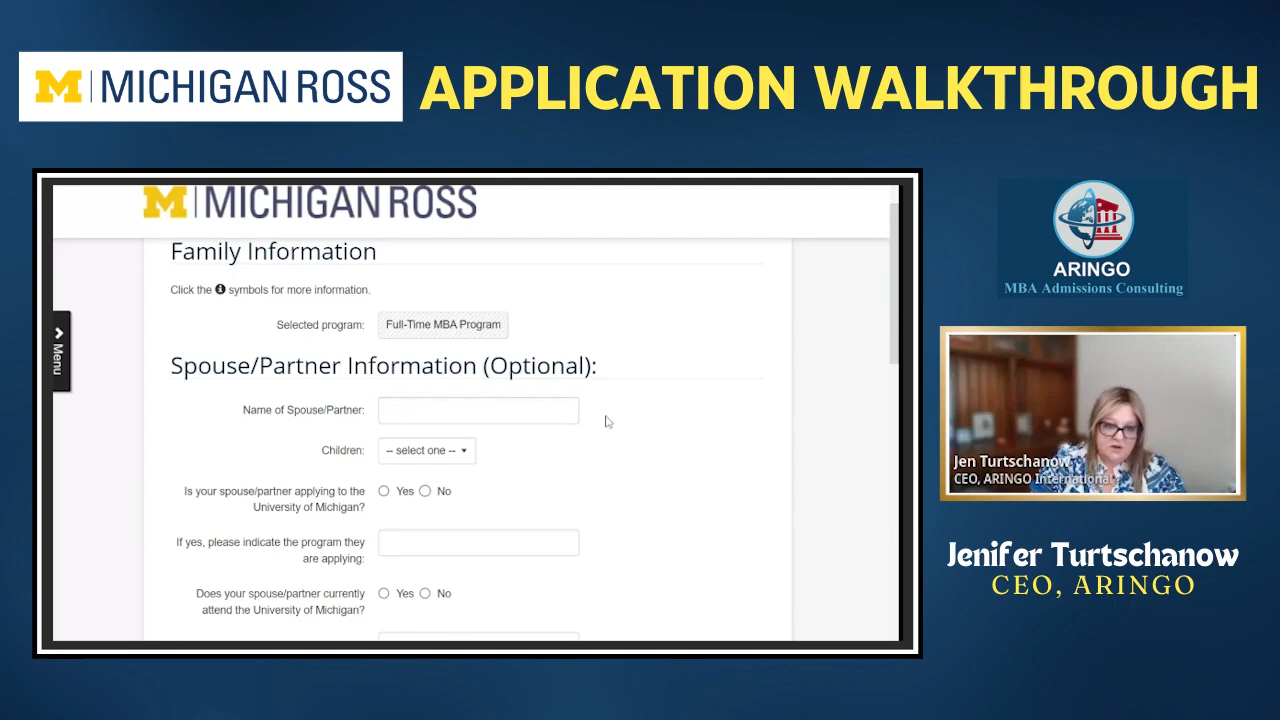 M | MICHIGAN ROSS
APPLICATION WALKTHROUGH
M | MICHIGAN ROSS
Family Information
Click the i symbols for more information.
Selected program: Full-Time MBA Program
Spouse/Partner Information (Optional):
Name of Spouse/Partner:
Children: -- select one --
Is your spouse/partner applying to the
University of Michigan?
Yes No
If yes, please indicate the program they
are applying:
Does your spouse/partner currently
attend the University of Michigan?
Yes No
Menu
ARINGO
MBA Admissions Consulting
Jen Turtschanow
CEO, ARINGO International
Jenifer Turtschanow
CEO, ARINGO